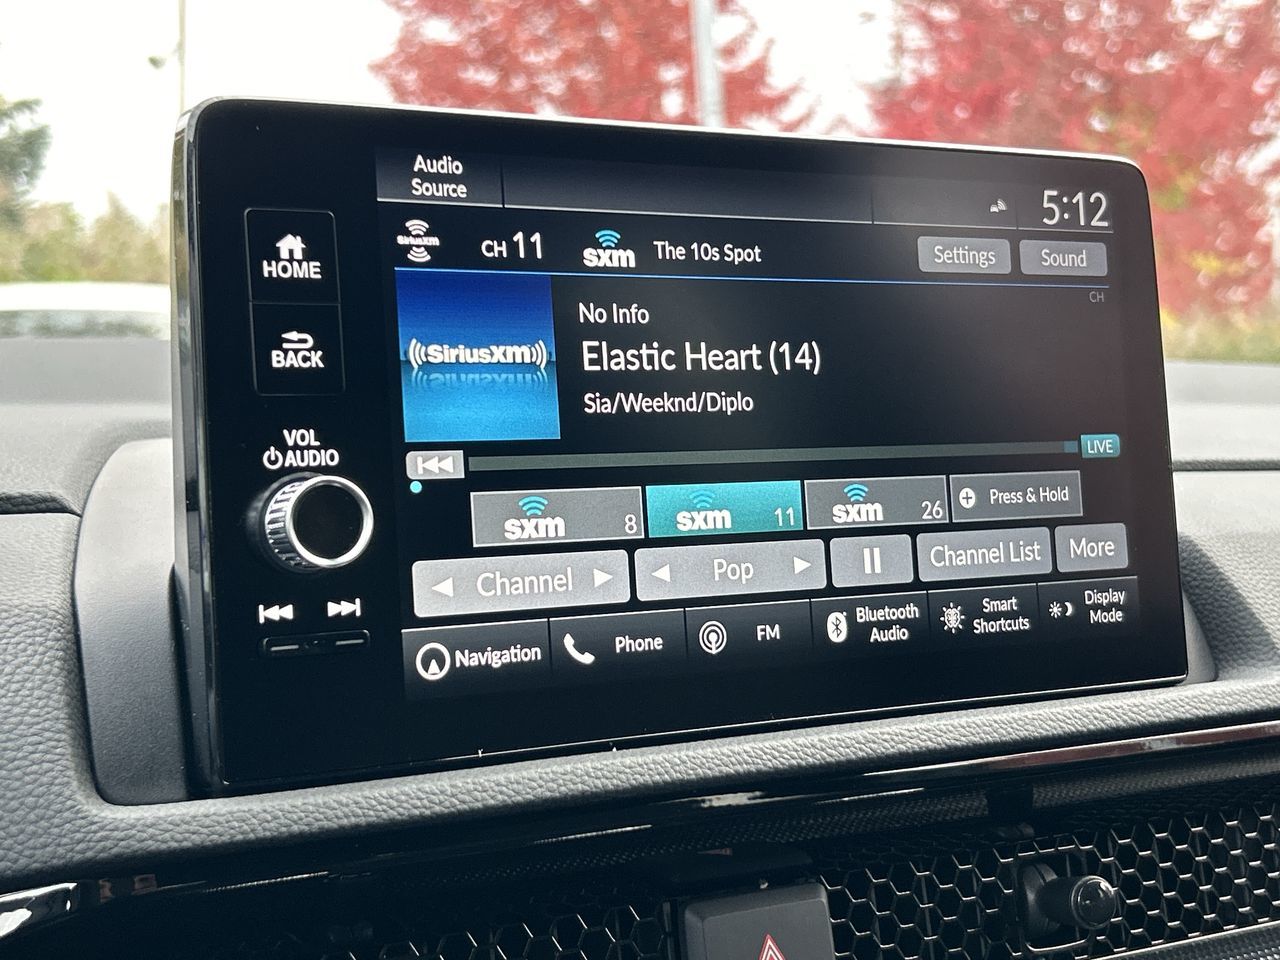 Audio
Source
5:12
HOME
BACK
VOL
AUDIO
SiriusXM
CH 11
sxm
The 10s Spot
Settings
Sound
CH
SiriusXM
No Info
Elastic Heart (14)
Sia/Weeknd/Diplo
LIVE
sxm 8
sxm 11
sxm 26
Press & Hold
Channel
Pop
Channel List
More
Navigation
Phone
FM
Bluetooth
Audio
Smart
Shortcuts
Display
Mode